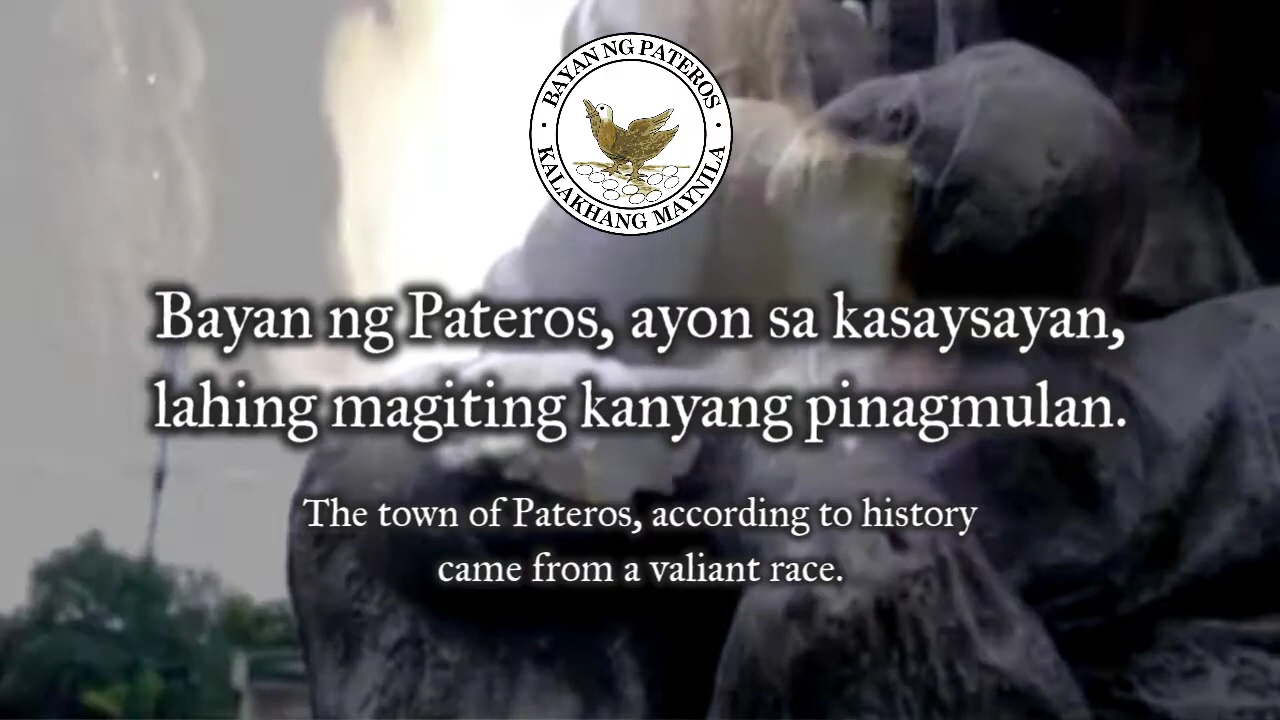 BAYAN NG PATEROS
KALAKHANG MAYNILA
Bayan ng Pateros, ayon sa kasaysayan,
lahing magiting kanyang pinagmulan.
The town of Pateros, according to history
came from a valiant race.